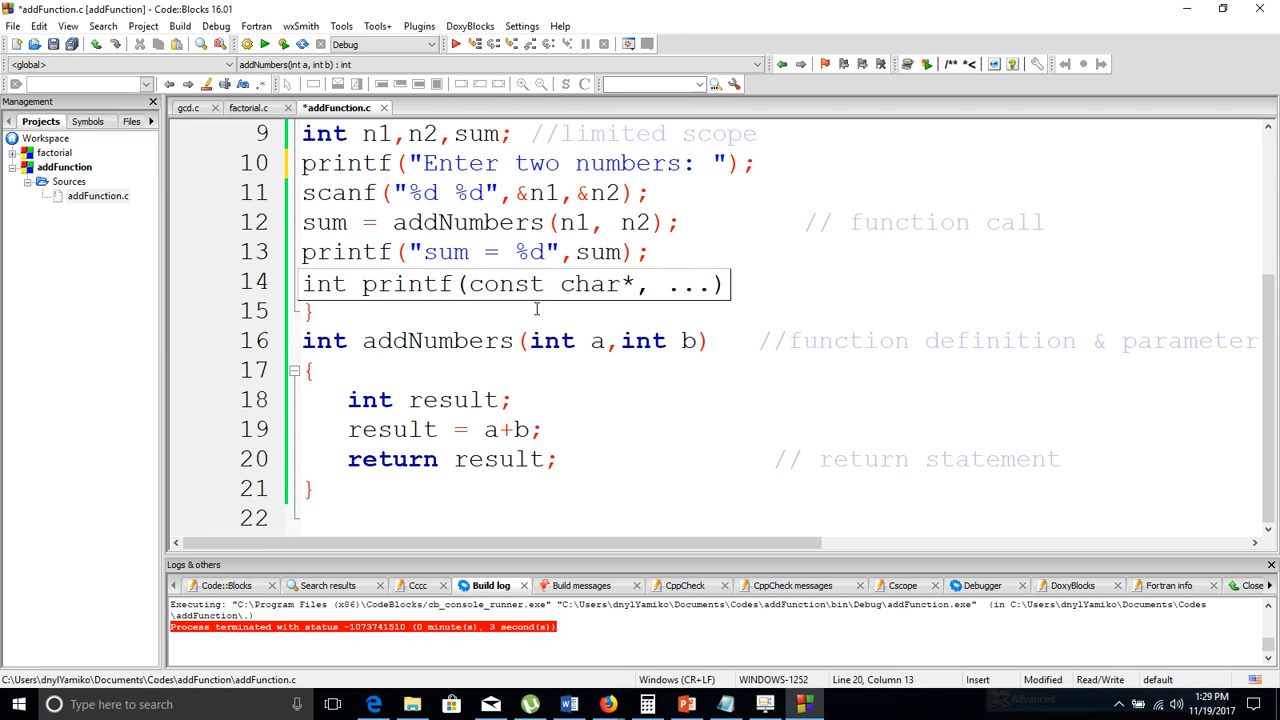 *addFunction.c [addFunction] - Code::Blocks 16.01
File Edit View Search Project Build Debug Fortran wxSmith Tools Tools+ Plugins DoxyBlocks Settings Help
Debug
<global> addNumbers(int a, int b) : int
/** *<
Management
gcd.c factorial.c *addFunction.c
Projects Symbols Files
Workspace
factorial
addFunction
Sources
addFunction.c
9 int n1,n2,sum; //limited scope
10 printf("Enter two numbers: ");
11 scanf("%d %d",&n1,&n2);
12 sum = addNumbers(n1, n2); // function call
13 printf("sum = %d",sum);
14 int printf(const char*, ...)
15 }
16 int addNumbers(int a,int b) //function definition & parameter
17 {
18 int result;
19 result = a+b;
20 return result; // return statement
21 }
22
Logs & others
Code::Blocks Search results Cccc Build log Build messages CppCheck CppCheck messages Cscope Debugger DoxyBlocks Fortran info Close
Executing: "C:\Program Files (x86)\CodeBlocks/cb_console_runner.exe" "C:\Users\dnylYamiko\Documents\Codes\addFunction\bin\Debug\addFunction.exe" (in C:\Users\dnylYamiko\Documents\Codes
\addFunction\.)
Process terminated with status -1073741510 (0 minute(s), 3 second(s))
C:\Users\dnylYamiko\Documents\Codes\addFunction\addFunction.c Windows (CR+LF) WINDOWS-1252 Line 20, Column 13 Insert Modified Read/Write default
Type here to search
Advanced
1:29 PM
11/19/2017